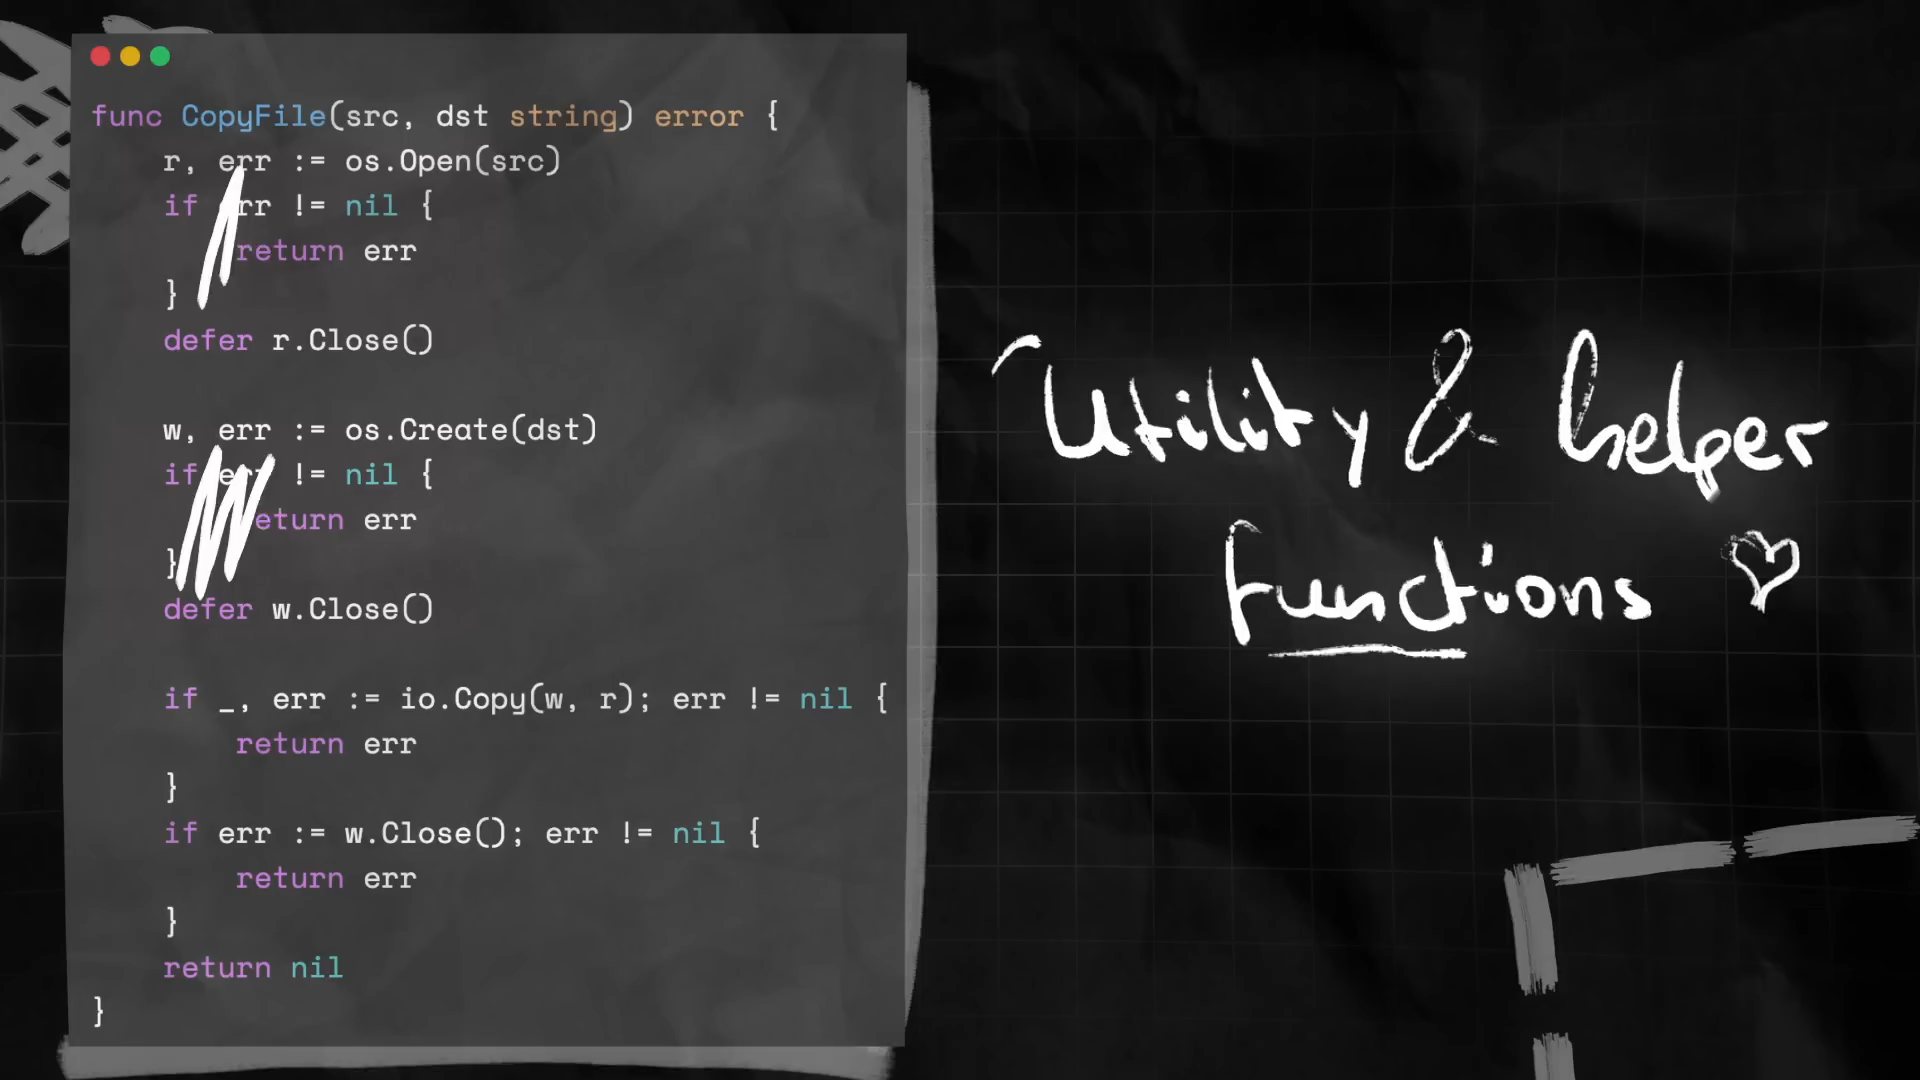 func CopyFile(src, dst string) error {
    r, err := os.Open(src)
    if err != nil {
        return err
    }
    defer r.Close()

    w, err := os.Create(dst)
    if err != nil {
        return err
    }
    defer w.Close()

    if _, err := io.Copy(w, r); err != nil {
        return err
    }
    if err := w.Close(); err != nil {
        return err
    }
    return nil
}
Utility & helper
functions